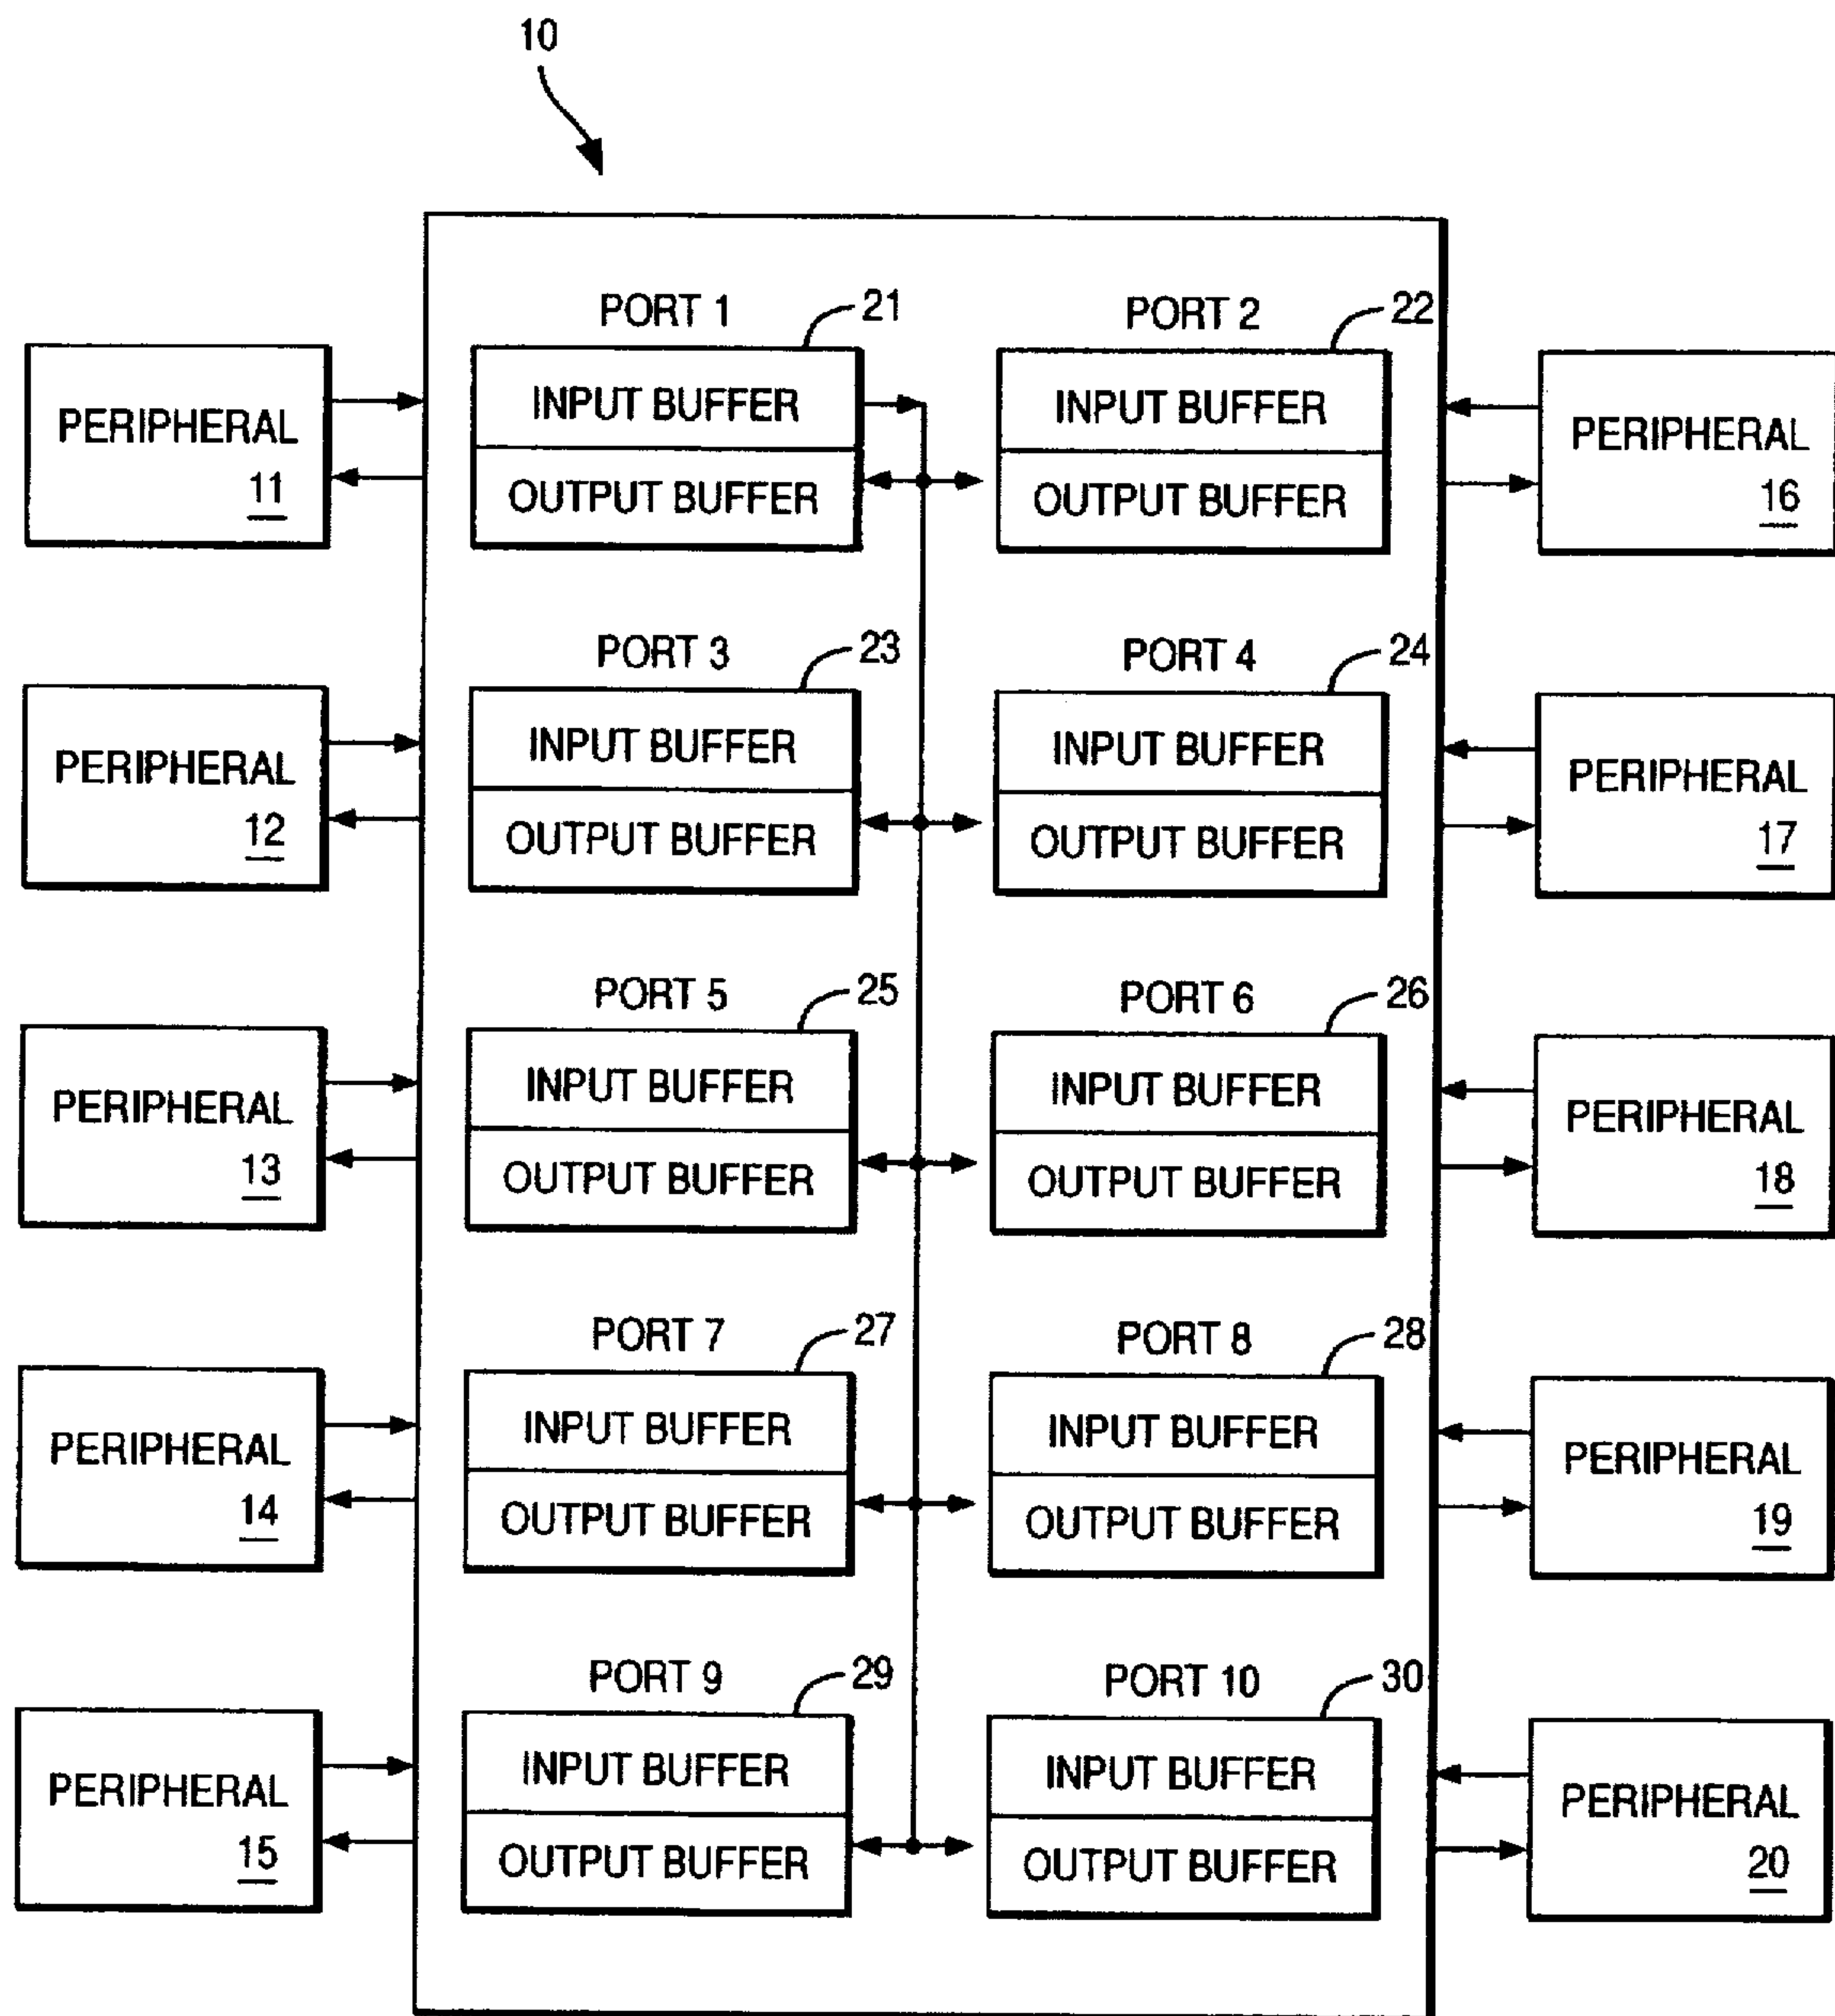 10
PORT 1
21
PORT 2
22
PERIPHERAL
11
INPUT BUFFER
OUTPUT BUFFER
INPUT BUFFER
OUTPUT BUFFER
PERIPHERAL
16
PORT 3
23
PORT 4
24
PERIPHERAL
12
INPUT BUFFER
OUTPUT BUFFER
INPUT BUFFER
OUTPUT BUFFER
PERIPHERAL
17
PORT 5
25
PORT 6
26
PERIPHERAL
13
INPUT BUFFER
OUTPUT BUFFER
INPUT BUFFER
OUTPUT BUFFER
PERIPHERAL
18
PORT 7
27
PORT 8
28
PERIPHERAL
14
INPUT BUFFER
OUTPUT BUFFER
INPUT BUFFER
OUTPUT BUFFER
PERIPHERAL
19
PORT 9
29
PORT 10
30
PERIPHERAL
15
INPUT BUFFER
OUTPUT BUFFER
INPUT BUFFER
OUTPUT BUFFER
PERIPHERAL
20